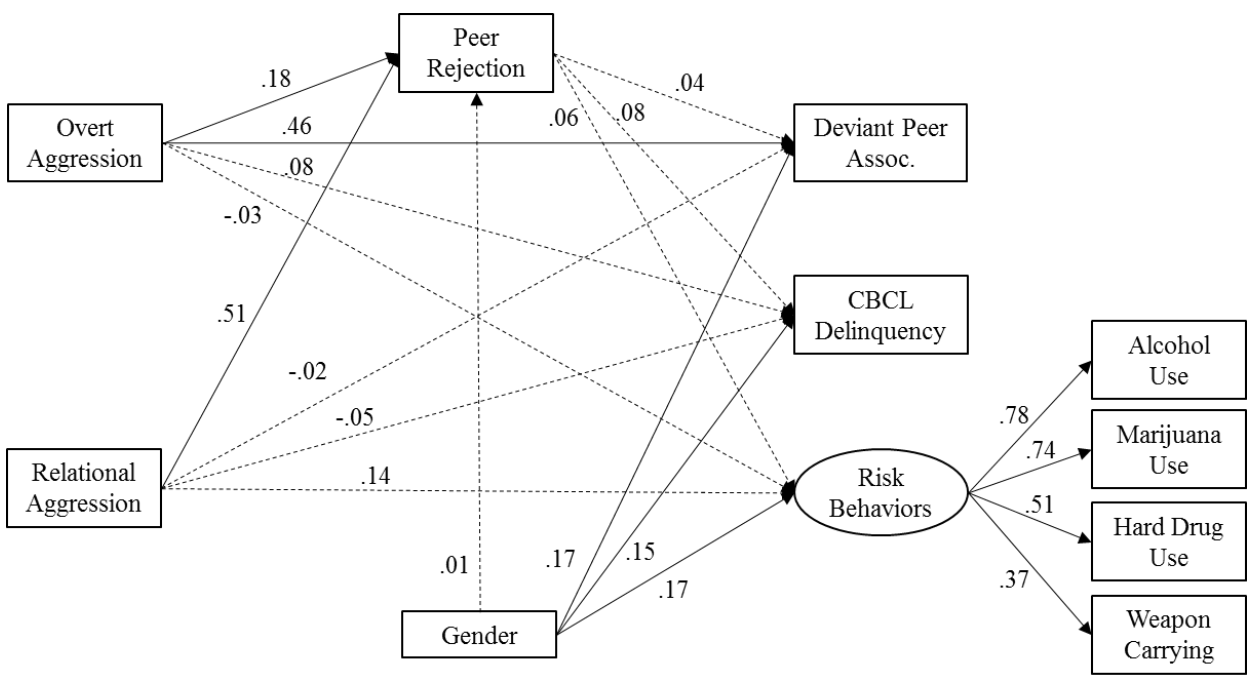 Peer
Rejection
.18
.04
Overt
Aggression
.46
.06
.08
Deviant Peer
Assoc.
.08
-.03
CBCL
Delinquency
.51
Alcohol
Use
-.02
-.05
.78
Marijuana
Use
.74
Relational
Aggression
.14
Risk
Behaviors
.51
Hard Drug
Use
.01
.17
.15
.17
.37
Gender
Weapon
Carrying